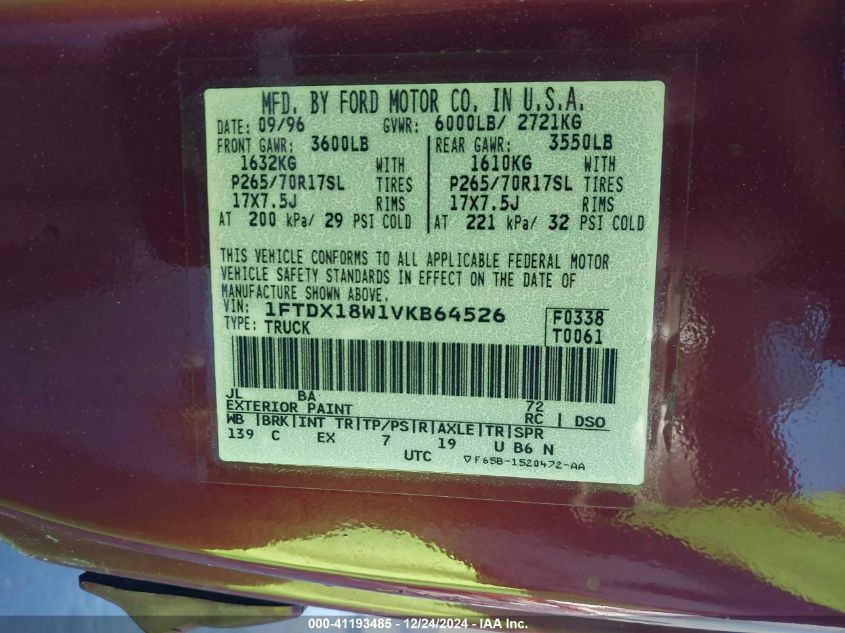 MFD. BY FORD MOTOR CO. IN U.S.A.
DATE: 09/96 GVWR: 6000LB/ 2721KG
FRONT GAWR: 3600LB REAR GAWR: 3550LB
1632KG WITH 1610KG WITH
P265/70R17SL TIRES P265/70R17SL TIRES
17X7.5J RIMS 17X7.5J RIMS
AT 200 kPa/ 29 PSI COLD AT 221 kPa/ 32 PSI COLD
THIS VEHICLE CONFORMS TO ALL APPLICABLE FEDERAL MOTOR
VEHICLE SAFETY STANDARDS IN EFFECT ON THE DATE OF
MANUFACTURE SHOWN ABOVE.
VIN: 1FTDX18W1VKB64526 F0338
TYPE: TRUCK T0061
JL BA 72
EXTERIOR PAINT RC | DSO
WB |BRK|INT TR|TP/PS|R|AXLE|TR|SPR
139 C EX 7 19 U B6 N
UTC ▽F65B-1520472-AA
000-41193485 - 12/24/2024 - IAA Inc.